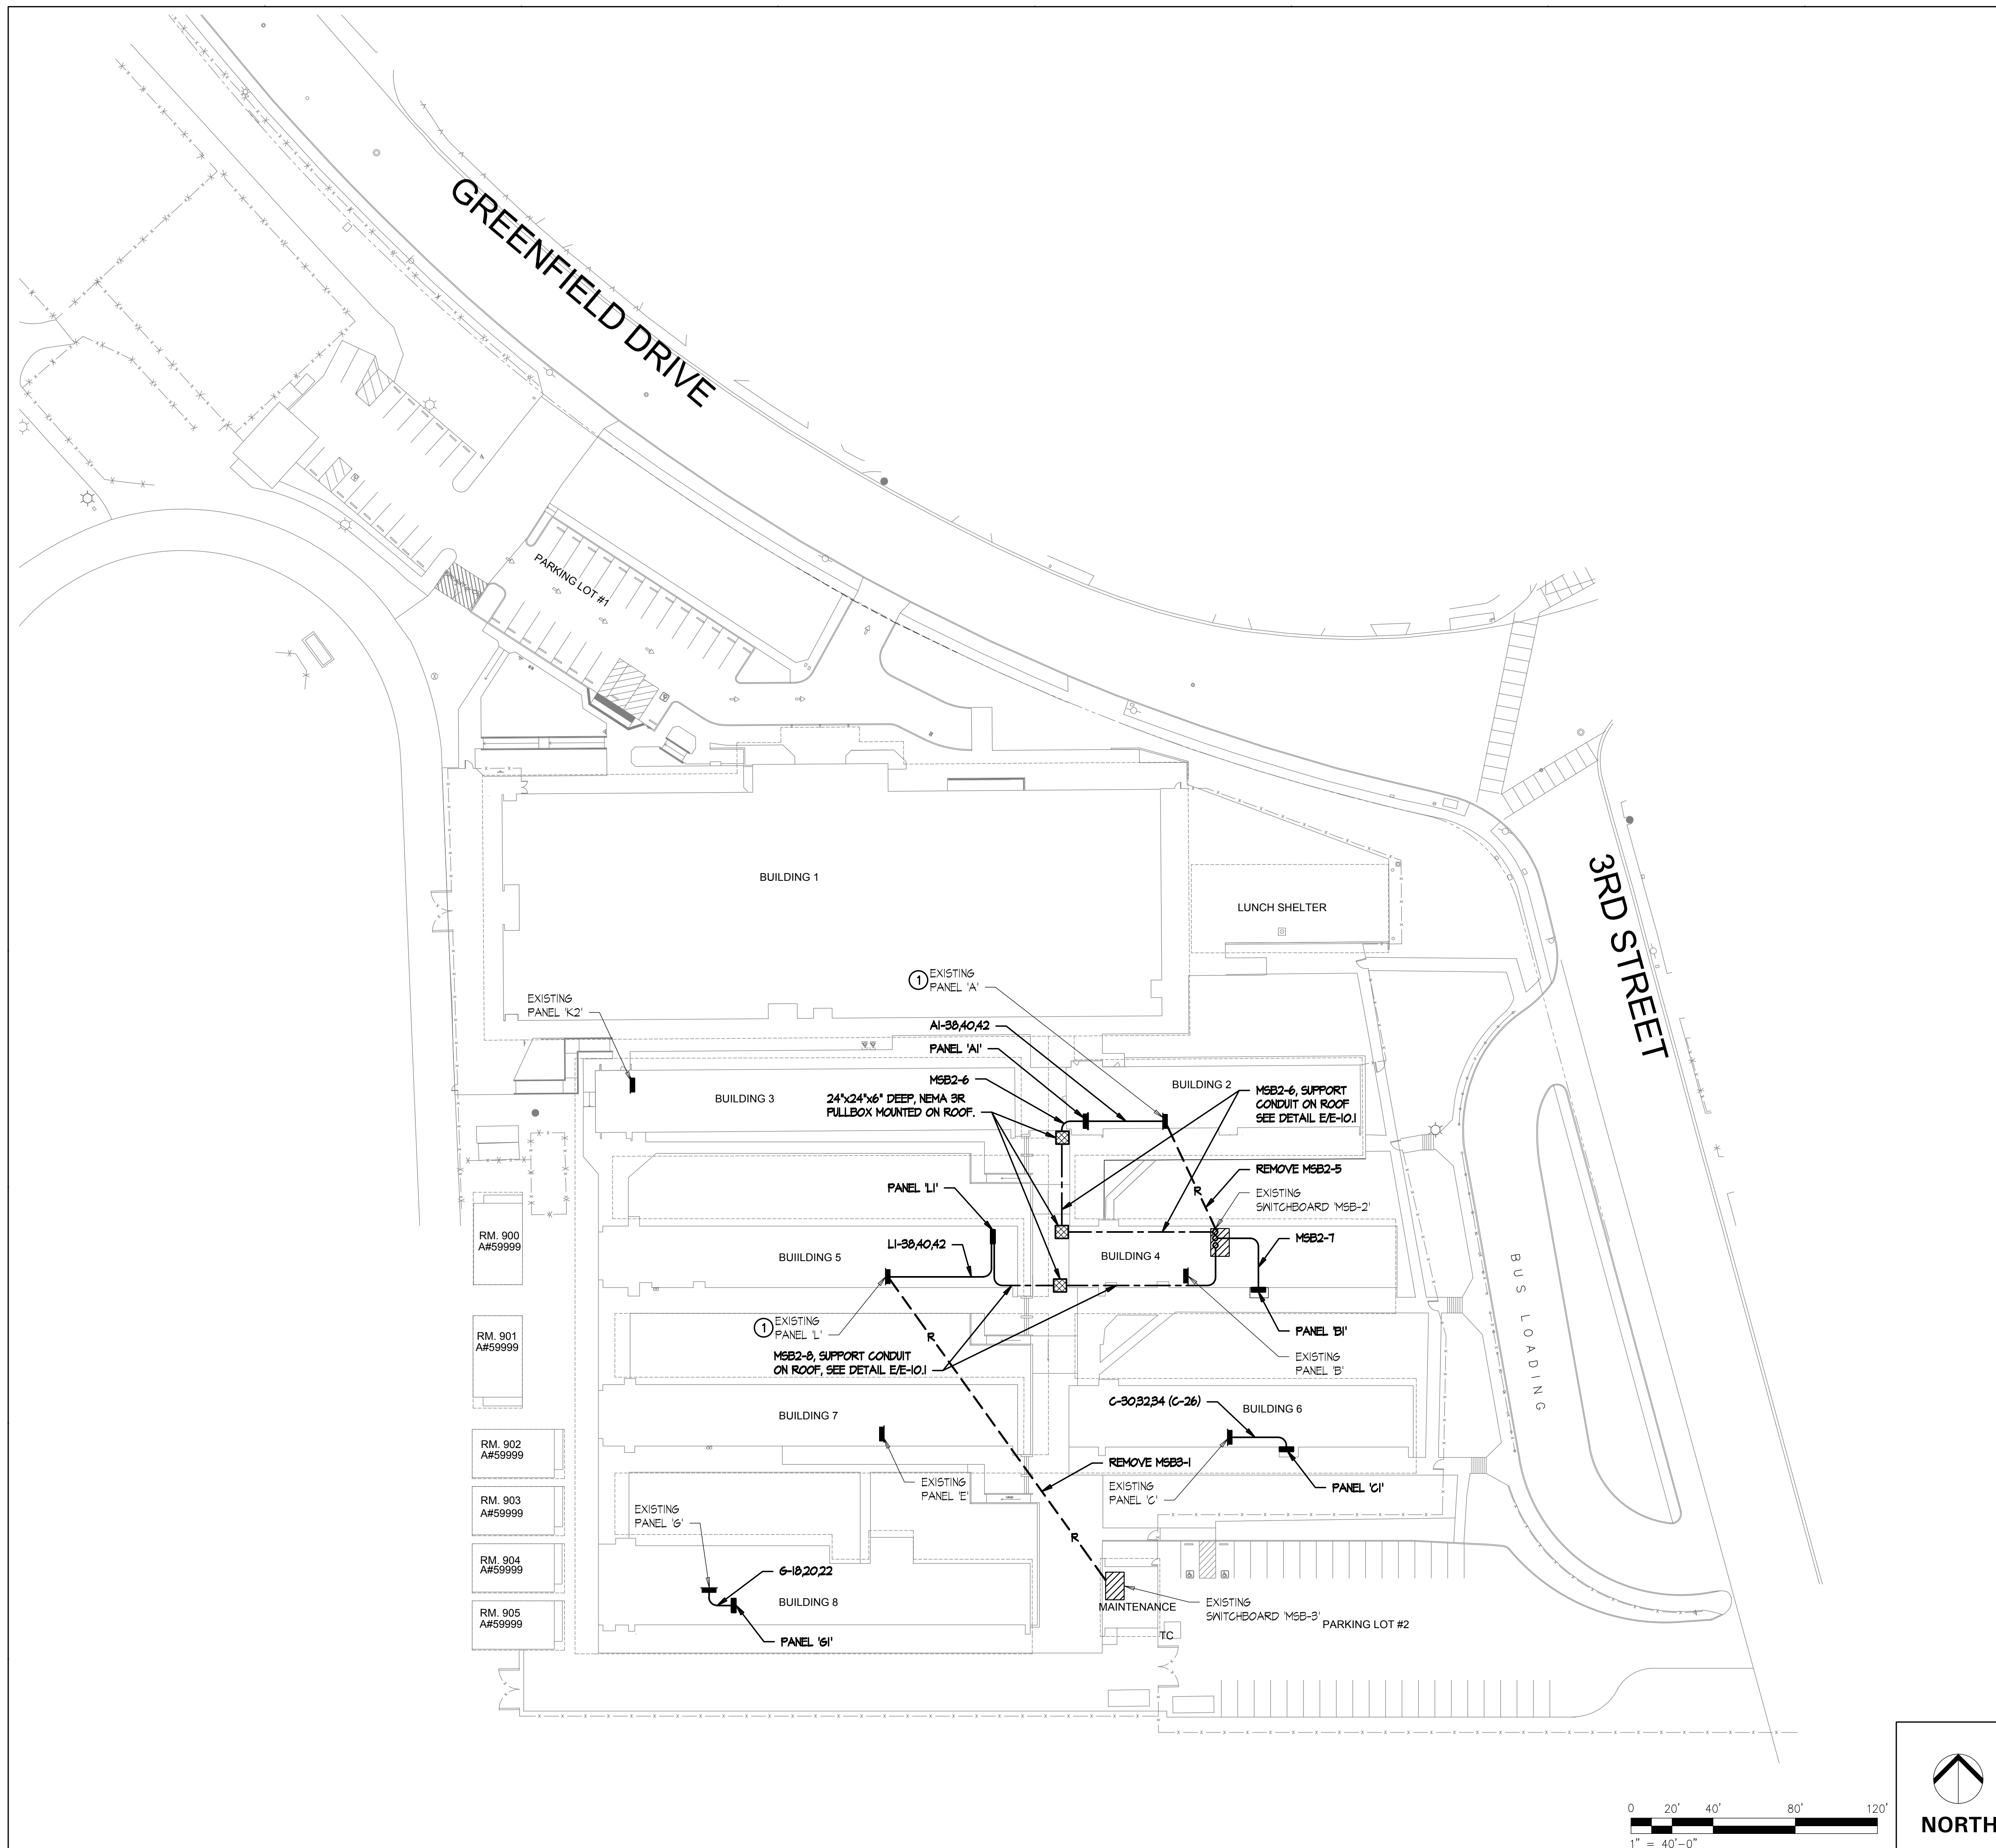 GREENFIELD DRIVE
PARKING LOT #1
3RD STREET
BUILDING 1
LUNCH SHELTER
1
EXISTING
PANEL 'A'
EXISTING
PANEL 'K2'
A1-38,40,42
PANEL 'A1'
MSB2-6
24"x24"x6" DEEP, NEMA 3R
PULLBOX MOUNTED ON ROOF.
BUILDING 3
BUILDING 2
MSB2-6, SUPPORT
CONDUIT ON ROOF
SEE DETAIL E/E-10.1
REMOVE MSB2-5
R
EXISTING
SWITCHBOARD 'MSB-2'
PANEL 'L1'
L1-38,40,42
BUIILDING 5
BUILDING 4
MSB2-7
RM. 900
A#59999
1
EXISTING
PANEL 'L'
R
MSB2-8, SUPPORT CONDUIT
ON ROOF, SEE DETAIL E/E-10.1
PANEL 'B1'
EXISTING
PANEL 'B'
BUS LOADING
RM. 901
A#59999
C-30,32,34 (C-26)
BUILDING 6
BUILDING 7
RM. 902
A#59999
REMOVE MSB3-1
EXISTING
PANEL 'E'
EXISTING
PANEL 'C'
PANEL 'C1'
RM. 903
A#59999
EXISTING
PANEL 'G'
R
RM. 904
A#59999
G-18,20,22
BUILDING 8
MAINTENANCE
EXISTING
SWITCHBOARD 'MSB-3'
PARKING LOT #2
RM. 905
A#59999
PANEL 'G1'
TC
0 20' 40' 80' 120'
1" = 40'-0"
NORTH